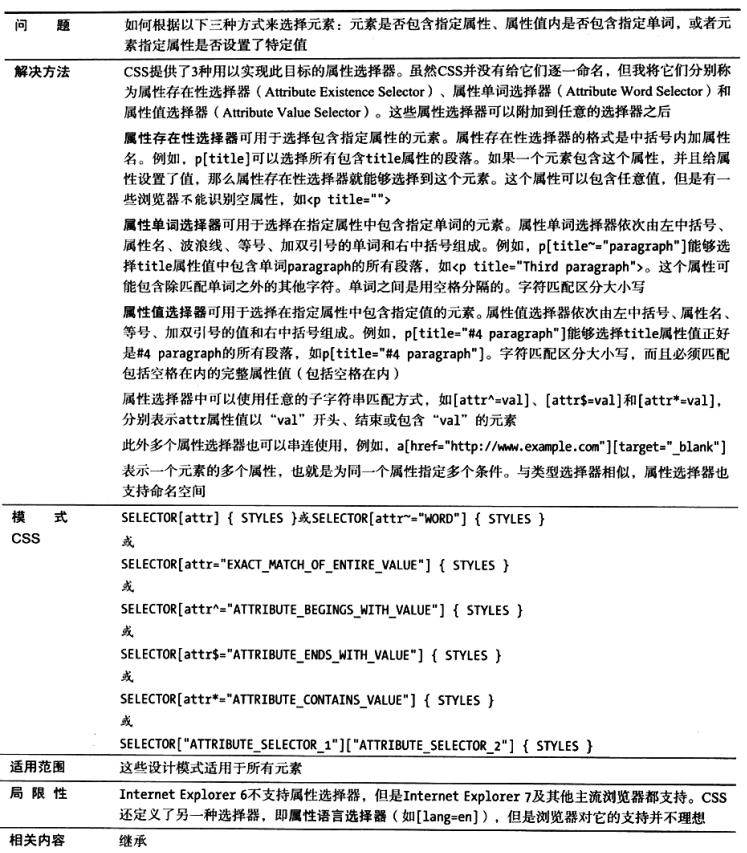 问 题 如何根据以下三种方式来选择元素：元素是否包含指定属性、属性值内是否包含指定单词，或者元
素指定属性是否设置了特定值
解决方法 CSS提供了3种用以实现此目标的属性选择器。虽然CSS并没有给它们逐一命名，但我将它们分别称
为属性存在性选择器（Attribute Existence Selector）、属性单词选择器（Attribute Word Selector）和
属性值选择器（Attribute Value Selector）。这些属性选择器可以附加到任意的选择器之后
属性存在性选择器可用于选择包含指定属性的元素。属性存在性选择器的格式是中括号内加属性
名。例如，p[title]可以选择所有包含title属性的段落。如果一个元素包含这个属性，并且给属
性设置了值，那么属性存在性选择器就能够选择到这个元素。这个属性可以包含任意值，但是有一
些浏览器不能识别空属性，如<p title="">
属性单词选择器可用于选择在指定属性中包含指定单词的元素。属性单词选择器依次由左中括号、
属性名、波浪线、等号、加双引号的单词和右中括号组成。例如，p[title~="paragraph"]能够选
择title属性值中包含单词paragraph的所有段落，如<p title="Third paragraph">。这个属性可
能包含除匹配单词之外的其他字符。单词之间是用空格分隔的。字符匹配区分大小写
属性值选择器可用于选择在指定属性中包含指定值的元素。属性值选择器依次由左中括号、属性名、
等号、加双引号的值和右中括号组成。例如，p[title="#4 paragraph"]能够选择title属性值正好
是#4 paragraph的所有段落，如p[title="#4 paragraph"]。字符匹配区分大小写，而且必须匹配
包括空格在内的完整属性值（包括空格在内）
属性选择器中可以使用任意的子字符串匹配方式，如[attr^=val]、[attr$=val]和[attr*=val]，
分别表示attr属性值以“val”开头、结束或包含“val”的元素
此外多个属性选择器也可以串连使用，例如，a[href="http://www.example.com"][target="_blank"]
表示一个元素的多个属性，也就是为同一个属性指定多个条件。与类型选择器相似，属性选择器也
支持命名空间
模 式 SELECTOR[attr] { STYLES }或SELECTOR[attr~="WORD"] { STYLES }
CSS 或
SELECTOR[attr="EXACT_MATCH_OF_ENTIRE_VALUE"] { STYLES }
或
SELECTOR[attr^="ATTRIBUTE_BEGINGS_WITH_VALUE"] { STYLES }
或
SELECTOR[attr$="ATTRIBUTE_ENDS_WITH_VALUE"] { STYLES }
或
SELECTOR[attr*="ATTRIBUTE_CONTAINS_VALUE"] { STYLES }
或
SELECTOR["ATTRIBUTE_SELECTOR_1"]["ATTRIBUTE_SELECTOR_2"] { STYLES }
适用范围 这些设计模式适用于所有元素
局 限 性 Internet Explorer 6不支持属性选择器，但是Internet Explorer 7及其他主流浏览器都支持。CSS
还定义了另一种选择器，即属性语言选择器（如[lang=en]），但是浏览器对它的支持并不理想
相关内容 继承